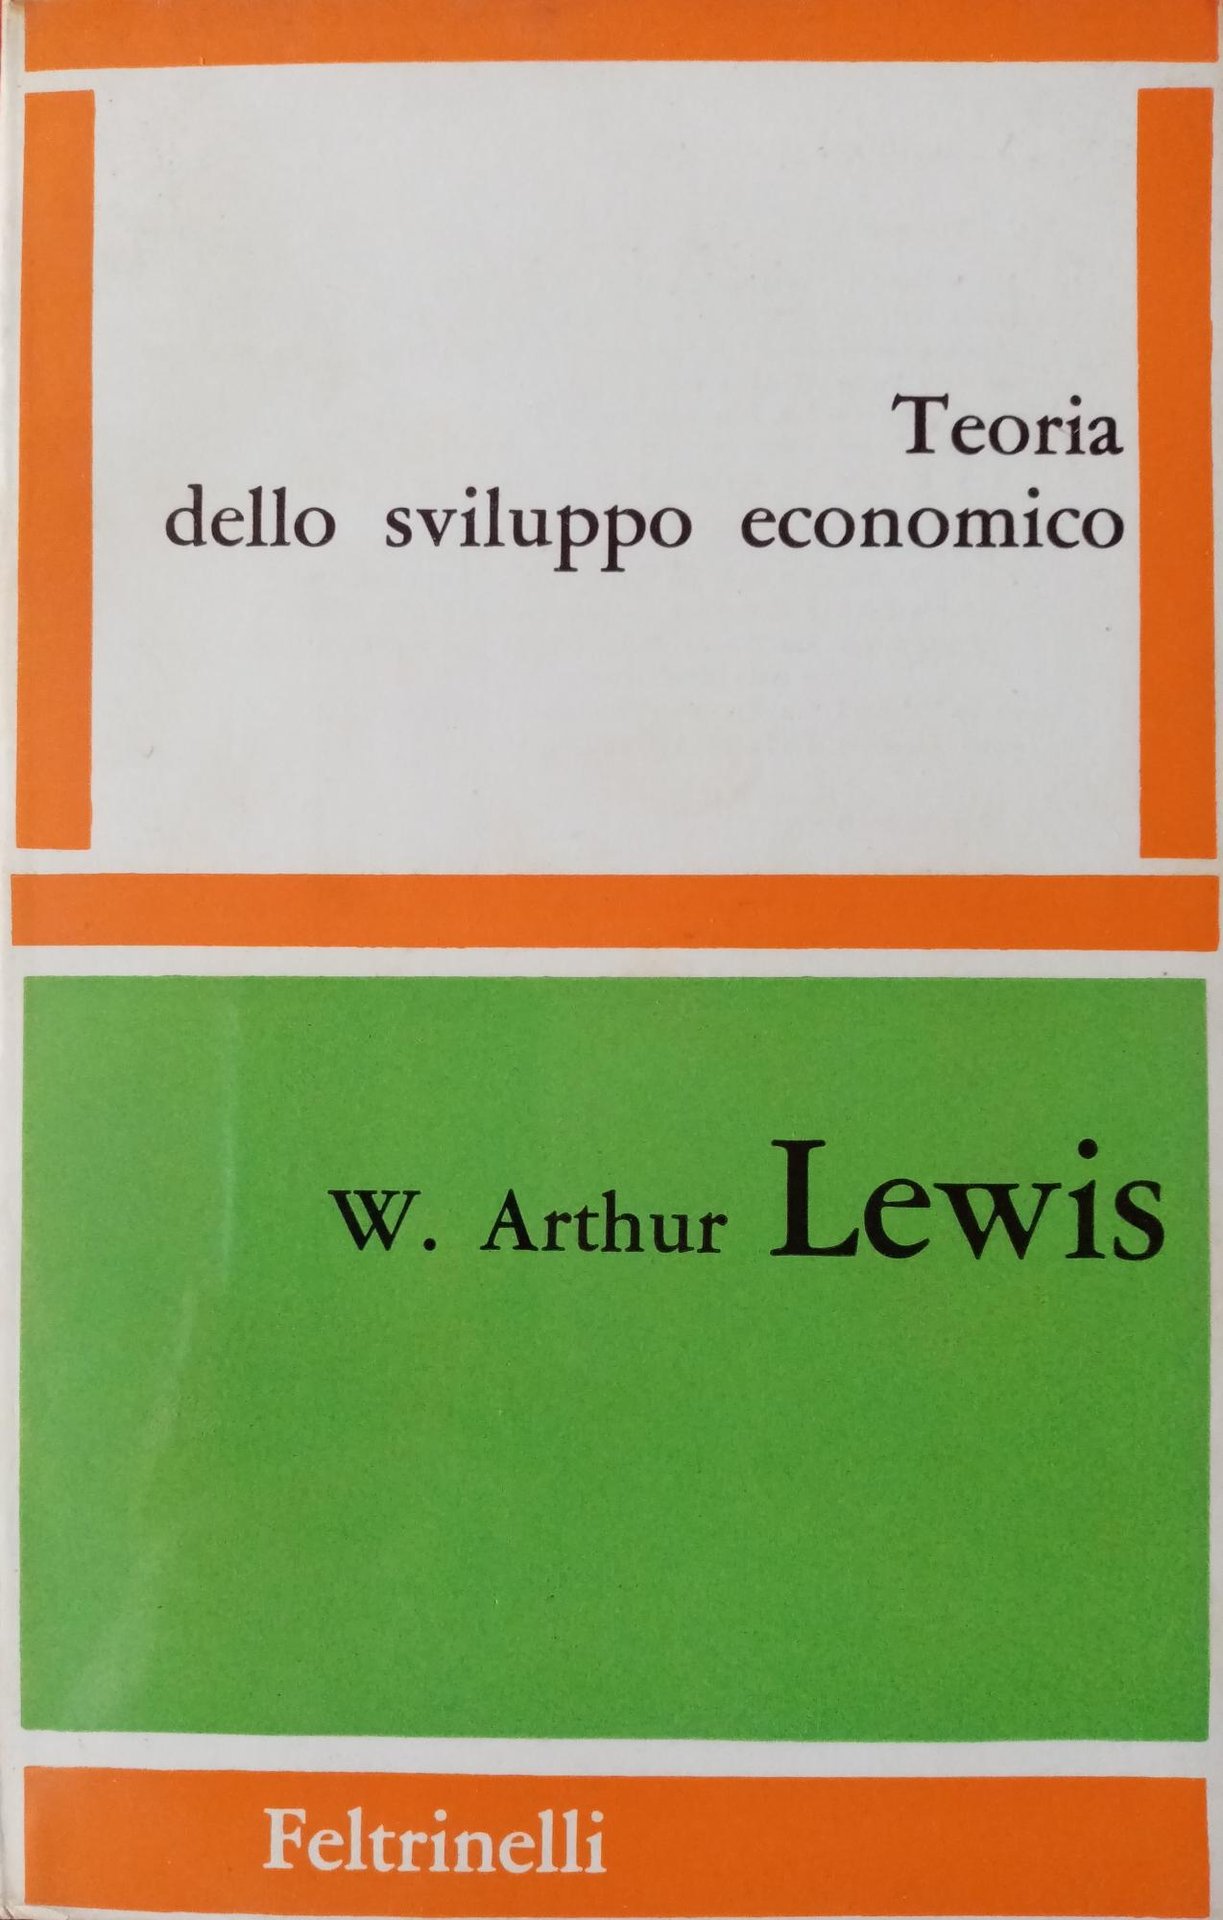 Teoria
dello sviluppo economico
W. Arthur Lewis
Feltrinelli